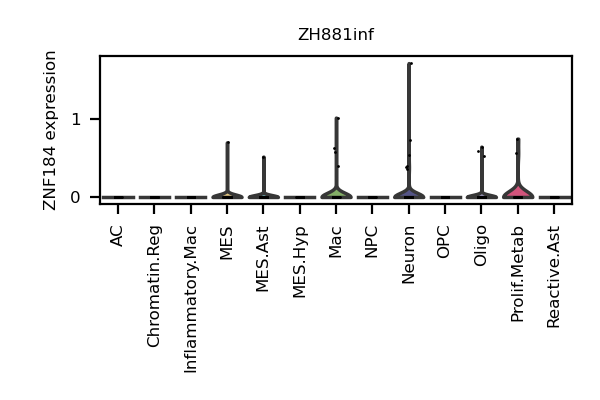 ZH881inf
ZNF184 expression
1
0
AC
Chromatin.Reg
Inflammatory.Mac
MES
MES.Ast
MES.Hyp
Mac
NPC
Neuron
OPC
Oligo
Prolif.Metab
Reactive.Ast